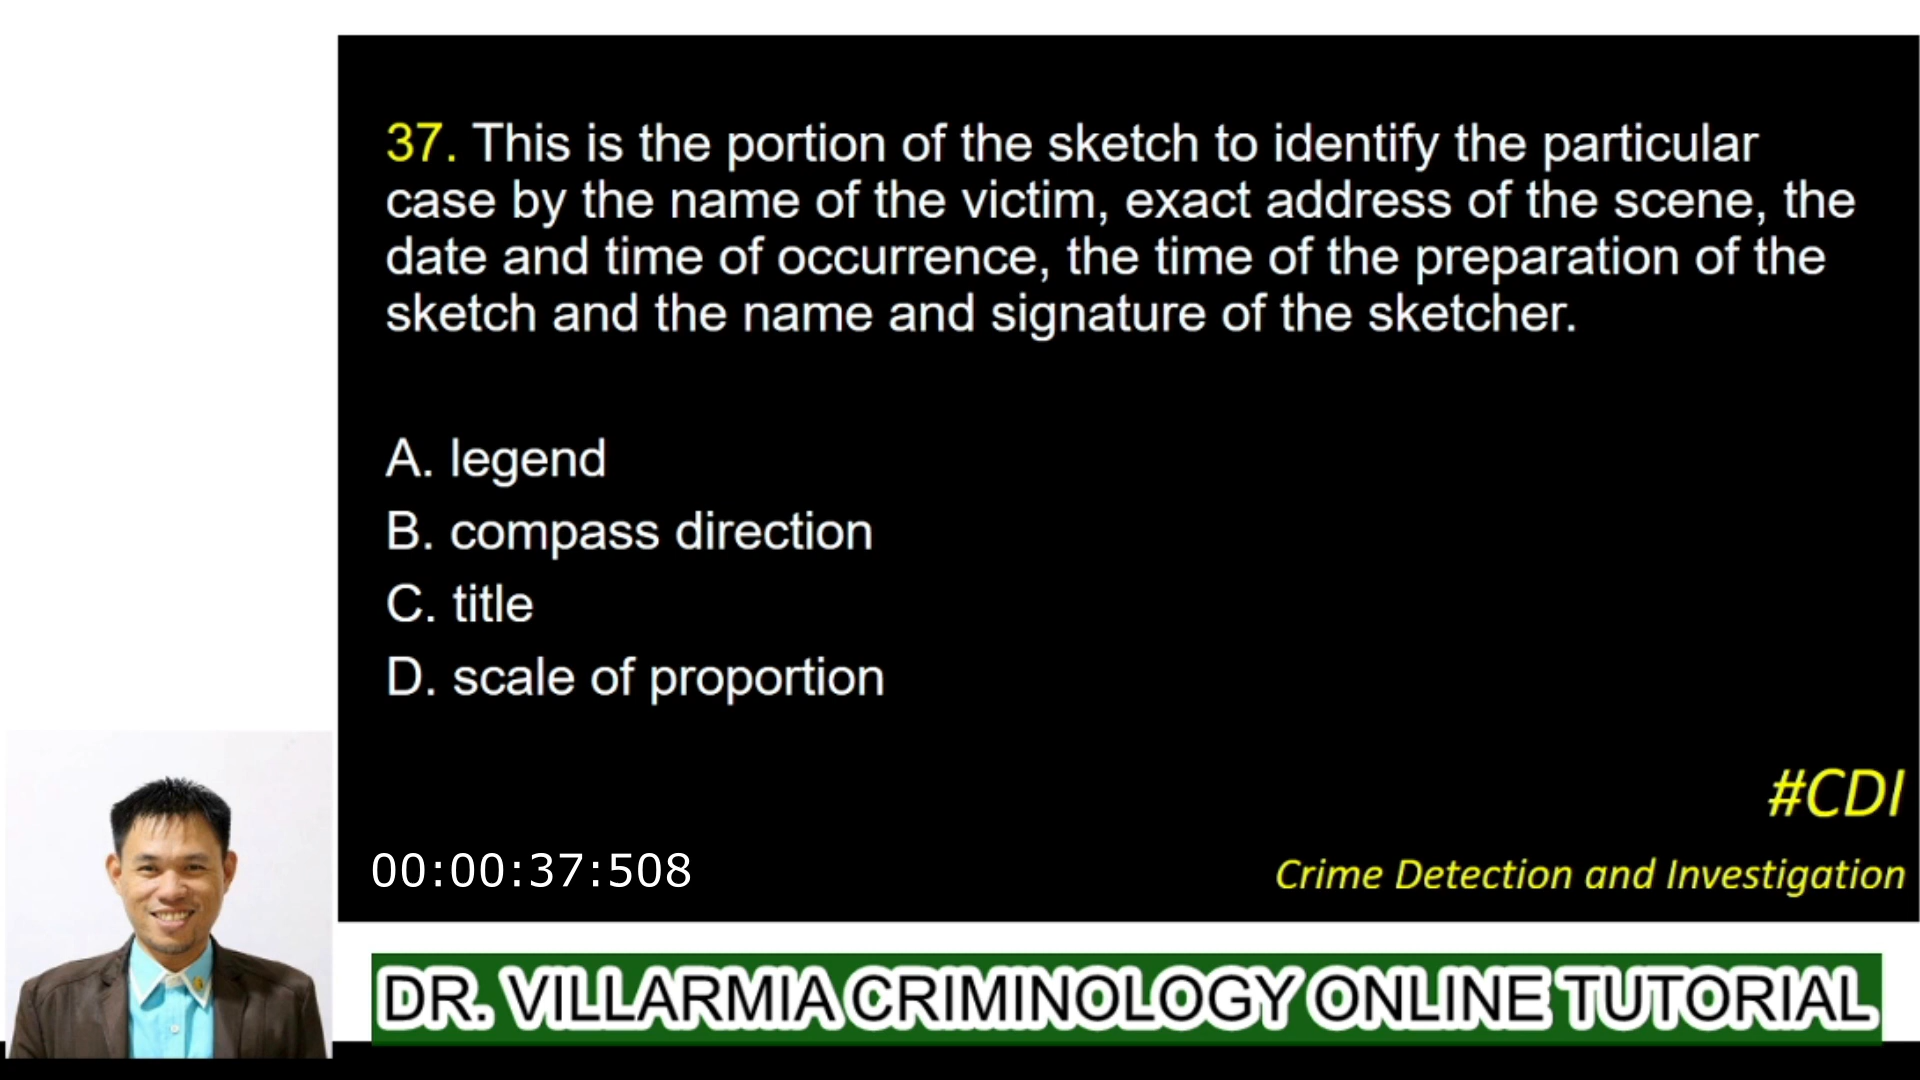 37. This is the portion of the sketch to identify the particular
case by the name of the victim, exact address of the scene, the
date and time of occurrence, the time of the preparation of the
sketch and the name and signature of the sketcher.
A. legend
B. compass direction
C. title
D. scale of proportion
#CDI
00:00:37:508
Crime Detection and Investigation
DR. VILLARMIA CRIMINOLOGY ONLINE TUTORIAL